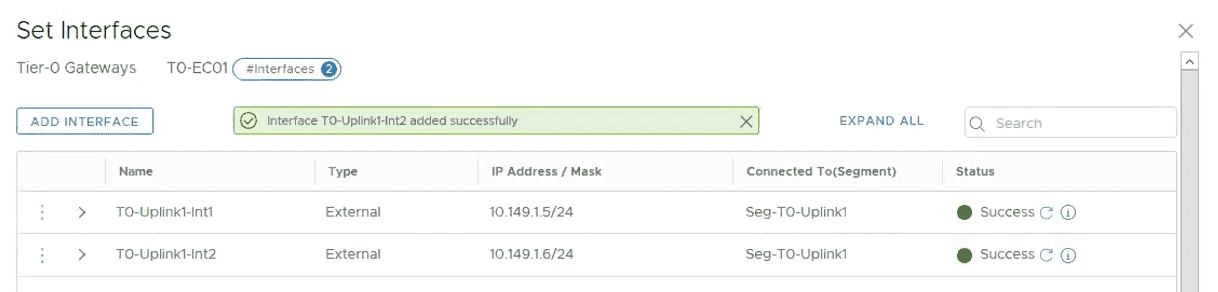 Set Interfaces
Tier-0 Gateways T0-EC01 #Interfaces 2
ADD INTERFACE Interface T0-Uplink1-Int2 added successfully EXPAND ALL Search
Name Type IP Address / Mask Connected To(Segment) Status
T0-Uplink1-Int1 External 10.149.1.5/24 Seg-T0-Uplink1 Success
T0-Uplink1-Int2 External 10.149.1.6/24 Seg-T0-Uplink1 Success